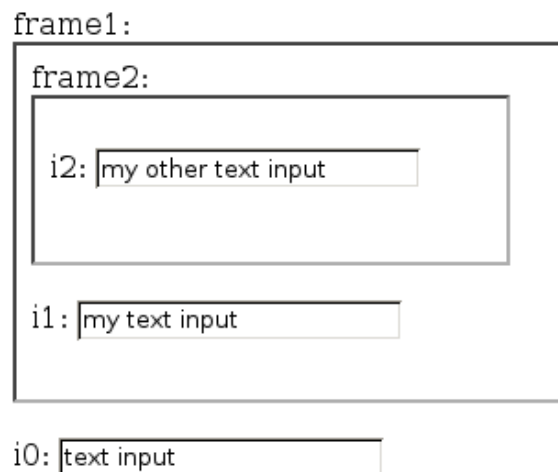 frame1:
frame2:
i2: my other text input
i1: my text input
i0: text input